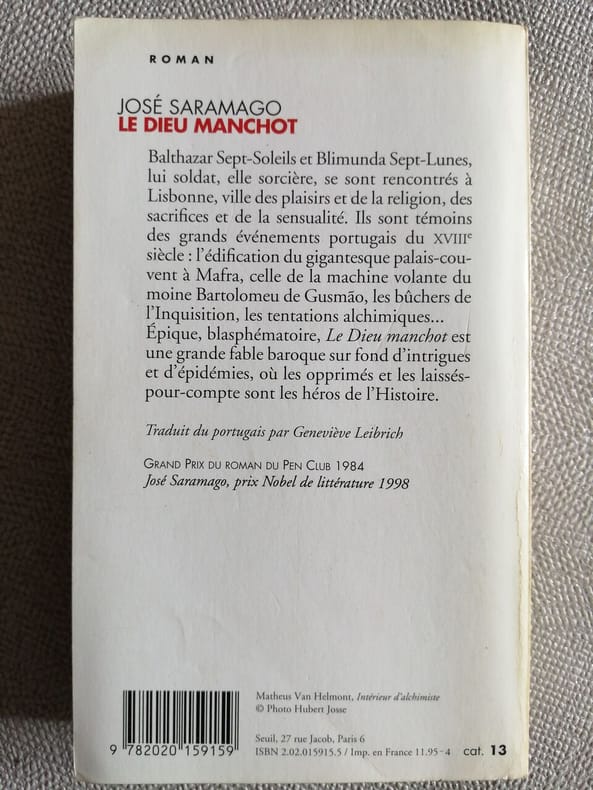 ROMAN
JOSÉ SARAMAGO
LE DIEU MANCHOT
Balthazar Sept-Soleils et Blimunda Sept-Lunes,
lui soldat, elle sorcière, se sont rencontrés à
Lisbonne, ville des plaisirs et de la religion, des
sacrifices et de la sensualité. Ils sont témoins
des grands événements portugais du XVIIIe
siècle : l'édification du gigantesque palais-cou-
vent à Mafra, celle de la machine volante du
moine Bartolomeu de Gusmão, les bûchers de
l'Inquisition, les tentations alchimiques...
Épique, blasphématoire, Le Dieu manchot est
une grande fable baroque sur fond d'intrigues
et d'épidémies, où les opprimés et les laissés-
pour-compte sont les héros de l'Histoire.
Traduit du portugais par Geneviève Leibrich
GRAND PRIX DU ROMAN DU PEN CLUB 1984
José Saramago, prix Nobel de littérature 1998
Matheus Van Helmont, Intérieur d'alchimiste
© Photo Hubert Josse
Seuil, 27 rue Jacob, Paris 6
ISBN 2.02.015915.5 / Imp. en France 11.95-4 cat. 13
9 782020 159159